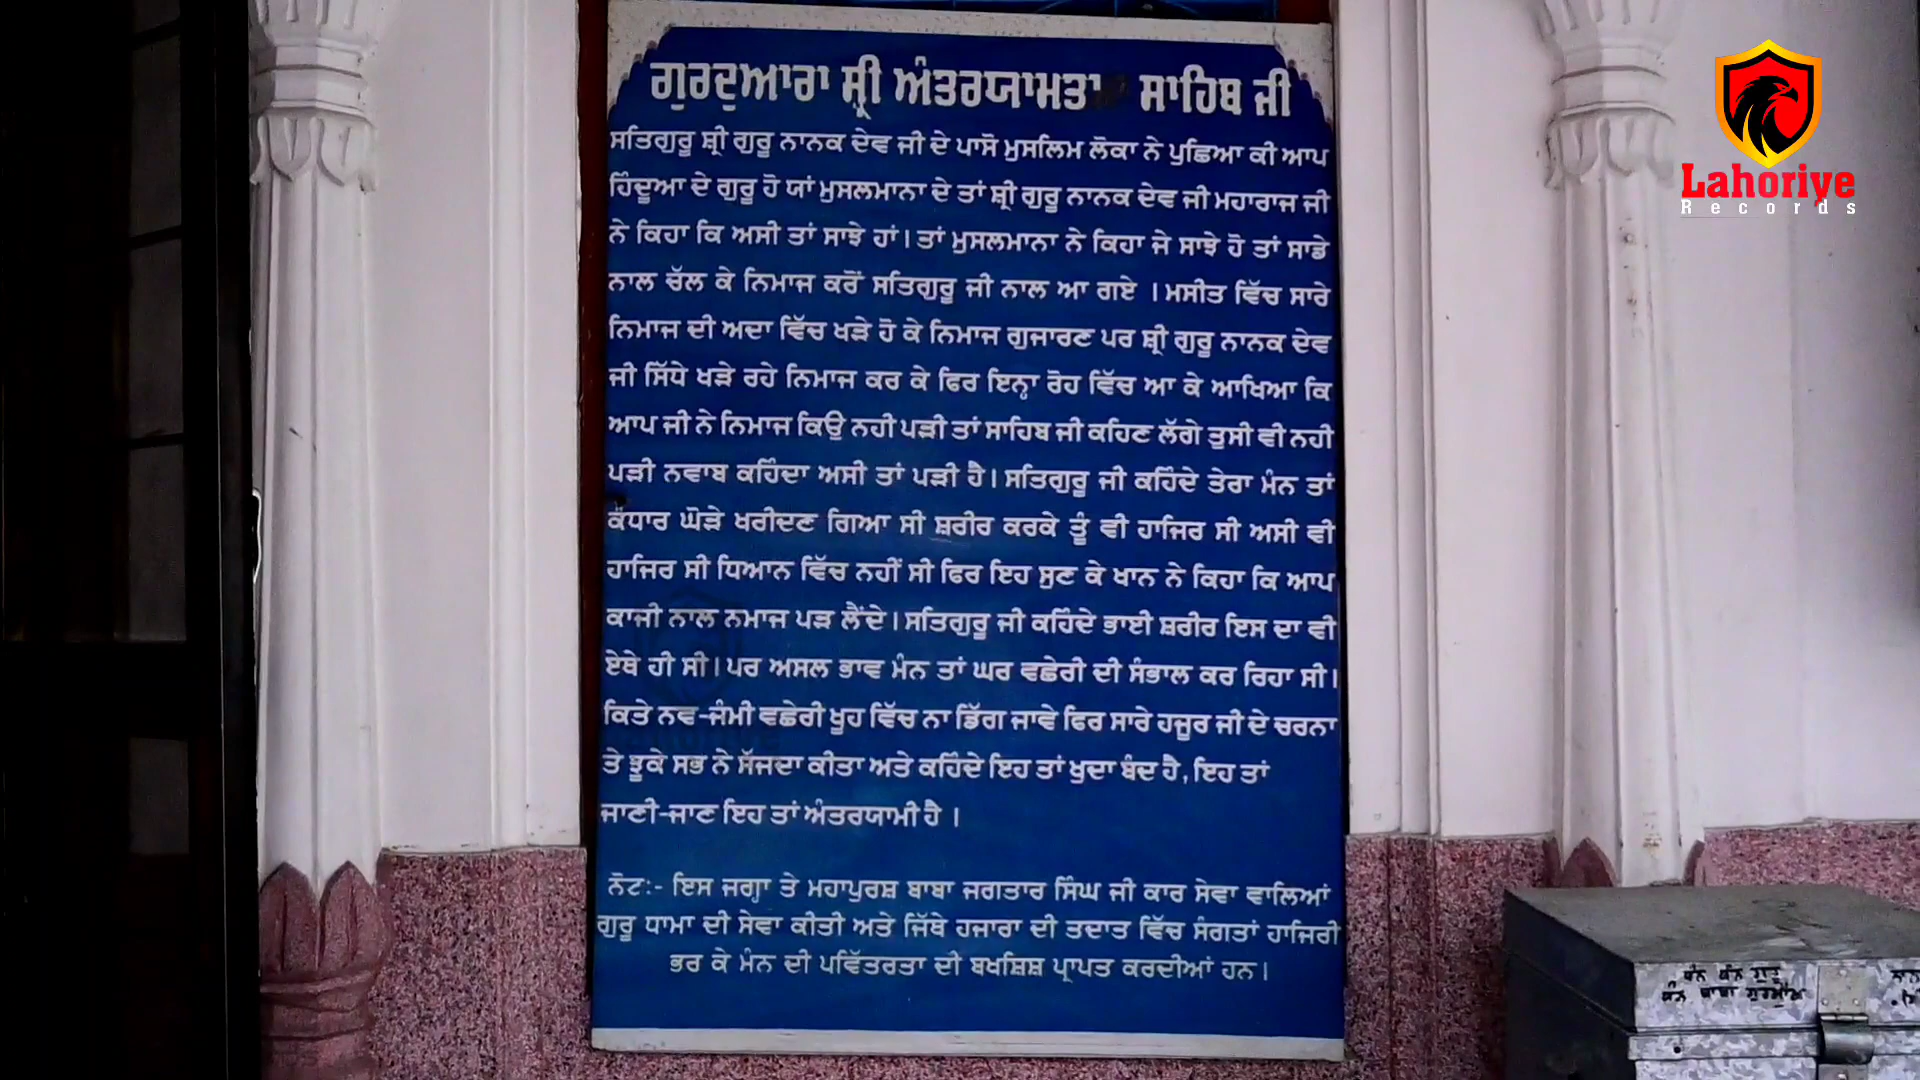 ਗੁਰਦੁਆਰਾ ਸ਼੍ਰੀ ਅੰਤਰਯਾਮਤਾ ਸਾਹਿਬ ਜੀ
ਸਤਿਗੁਰੂ ਸ਼੍ਰੀ ਗੁਰੂ ਨਾਨਕ ਦੇਵ ਜੀ ਦੇ ਪਾਸੋ ਮੁਸਲਿਮ ਲੋਕਾ ਨੇ ਪੁਛਿਆ ਕੀ ਆਪ
ਹਿੰਦੂਆ ਦੇ ਗੁਰੂ ਹੋ ਯਾਂ ਮੁਸਲਮਾਨਾ ਦੇ ਤਾਂ ਸ਼੍ਰੀ ਗੁਰੂ ਨਾਨਕ ਦੇਵ ਜੀ ਮਹਾਰਾਜ ਜੀ
ਨੇ ਕਿਹਾ ਕਿ ਅਸੀ ਤਾਂ ਸਾਝੇ ਹਾਂ। ਤਾਂ ਮੁਸਲਮਾਨਾ ਨੇ ਕਿਹਾ ਜੇ ਸਾਝੇ ਹੋ ਤਾਂ ਸਾਡੇ
ਨਾਲ ਚੱਲ ਕੇ ਨਿਮਾਜ ਕਰੋਂ ਸਤਿਗੁਰੂ ਜੀ ਨਾਲ ਆ ਗਏ । ਮਸੀਤ ਵਿੱਚ ਸਾਰੇ
ਨਿਮਾਜ ਦੀ ਅਦਾ ਵਿੱਚ ਖੜੇ ਹੋ ਕੇ ਨਿਮਾਜ ਗੁਜਾਰਣ ਪਰ ਸ਼੍ਰੀ ਗੁਰੂ ਨਾਨਕ ਦੇਵ
ਜੀ ਸਿੱਧੇ ਖੜੇ ਰਹੇ ਨਿਮਾਜ ਕਰ ਕੇ ਫਿਰ ਇਨ੍ਹਾ ਰੋਹ ਵਿੱਚ ਆ ਕੇ ਆਖਿਆ ਕਿ
ਆਪ ਜੀ ਨੇ ਨਿਮਾਜ ਕਿਉ ਨਹੀ ਪੜੀ ਤਾਂ ਸਾਹਿਬ ਜੀ ਕਹਿਣ ਲੱਗੇ ਤੁਸੀ ਵੀ ਨਹੀ
ਪੜੀ ਨਵਾਬ ਕਹਿੰਦਾ ਅਸੀ ਤਾਂ ਪੜੀ ਹੈ। ਸਤਿਗੁਰੂ ਜੀ ਕਹਿੰਦੇ ਤੇਰਾ ਮੰਨ ਤਾਂ
ਕੰਧਾਰ ਘੋੜੇ ਖਰੀਦਣ ਗਿਆ ਸੀ ਸ਼ਰੀਰ ਕਰਕੇ ਤੂੰ ਵੀ ਹਾਜਿਰ ਸੀ ਅਸੀ ਵੀ
ਹਾਜਿਰ ਸੀ ਧਿਆਨ ਵਿੱਚ ਨਹੀਂ ਸੀ ਫਿਰ ਇਹ ਸੁਣ ਕੇ ਖਾਨ ਨੇ ਕਿਹਾ ਕਿ ਆਪ
ਕਾਜੀ ਨਾਲ ਨਮਾਜ ਪੜ ਲੈਂਦੇ। ਸਤਿਗੁਰੂ ਜੀ ਕਹਿੰਦੇ ਭਾਈ ਸ਼ਰੀਰ ਇਸ ਦਾ ਵੀ
ਏਥੇ ਹੀ ਸੀ। ਪਰ ਅਸਲ ਭਾਵ ਮੰਨ ਤਾਂ ਘਰ ਵਛੇਰੀ ਦੀ ਸੰਭਾਲ ਕਰ ਰਿਹਾ ਸੀ।
ਕਿਤੇ ਨਵ-ਜੰਮੀ ਵਛੇਰੀ ਖੂਹ ਵਿੱਚ ਨਾ ਡਿੱਗ ਜਾਵੇ ਫਿਰ ਸਾਰੇ ਹਜੂਰ ਜੀ ਦੇ ਚਰਨਾ
ਤੇ ਝੂਕੇ ਸਭ ਨੇ ਸੱਜਦਾ ਕੀਤਾ ਅਤੇ ਕਹਿੰਦੇ ਇਹ ਤਾਂ ਖੁਦਾ ਬੰਦ ਹੈ, ਇਹ ਤਾਂ
ਜਾਣੀ-ਜਾਣ ਇਹ ਤਾਂ ਅੰਤਰਯਾਮੀ ਹੈ ।
ਨੋਟ:- ਇਸ ਜਗ੍ਹਾ ਤੇ ਮਹਾਪੁਰਸ਼ ਬਾਬਾ ਜਗਤਾਰ ਸਿੰਘ ਜੀ ਕਾਰ ਸੇਵਾ ਵਾਲਿਆਂ
ਗੁਰੂ ਧਾਮਾ ਦੀ ਸੇਵਾ ਕੀਤੀ ਅਤੇ ਜਿੱਥੇ ਹਜਾਰਾ ਦੀ ਤਦਾਤ ਵਿੱਚ ਸੰਗਤਾਂ ਹਾਜਿਰੀ
ਭਰ ਕੇ ਮੰਨ ਦੀ ਪਵਿੱਤਰਤਾ ਦੀ ਬਖਸ਼ਿਸ਼ ਪ੍ਰਾਪਤ ਕਰਦੀਆਂ ਹਨ।
Lahoriye
Records
ਧੰਨ ਧੰਨ ਗੁਰੂ
ਧੰਨ ਬਾਬਾ